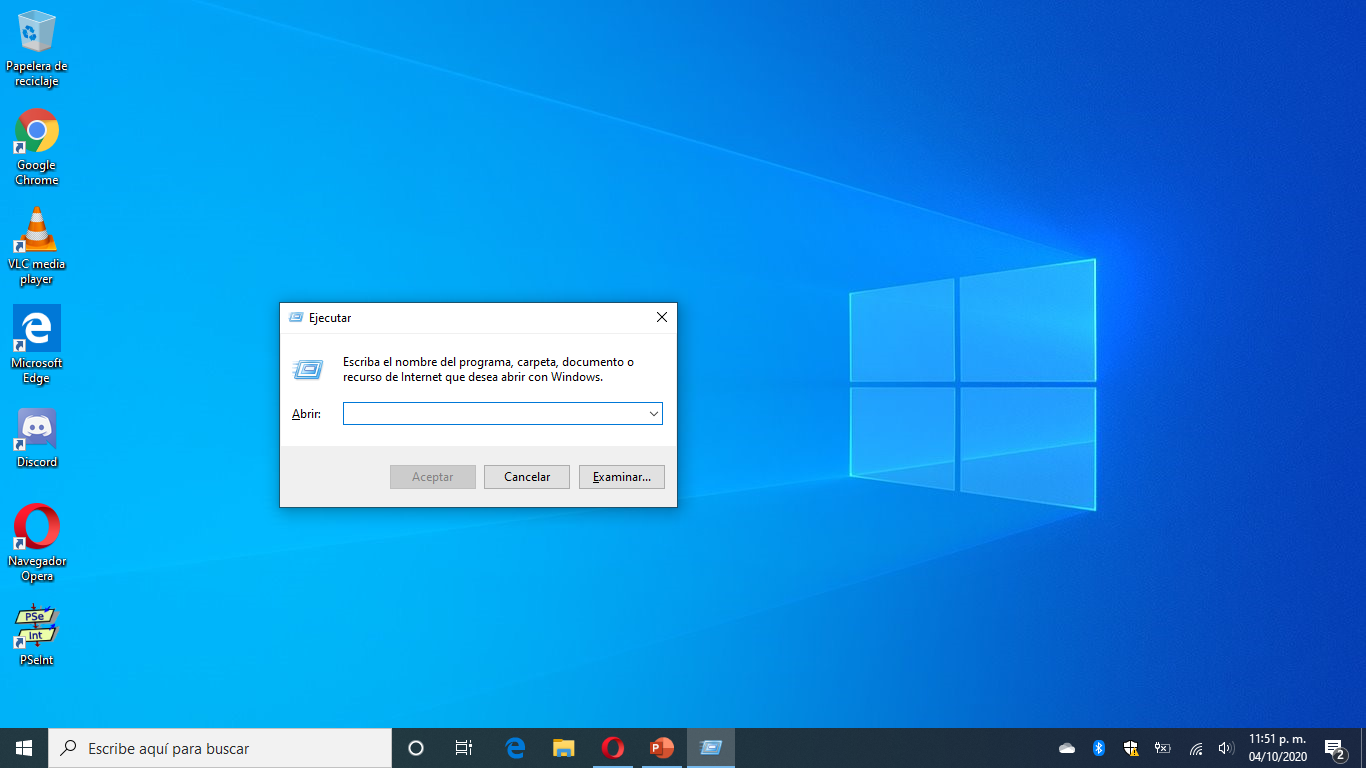 Papelera de
reciclaje
Google
Chrome
VLC media
player
Microsoft
Edge
Discord
Navegador
Opera
PSe
Int
PSeInt
Ejecutar
Escriba el nombre del programa, carpeta, documento o
recurso de Internet que desea abrir con Windows.
Abrir:
Aceptar
Cancelar
Examinar...
Escribe aquí para buscar
11:51 p. m.
04/10/2020
2